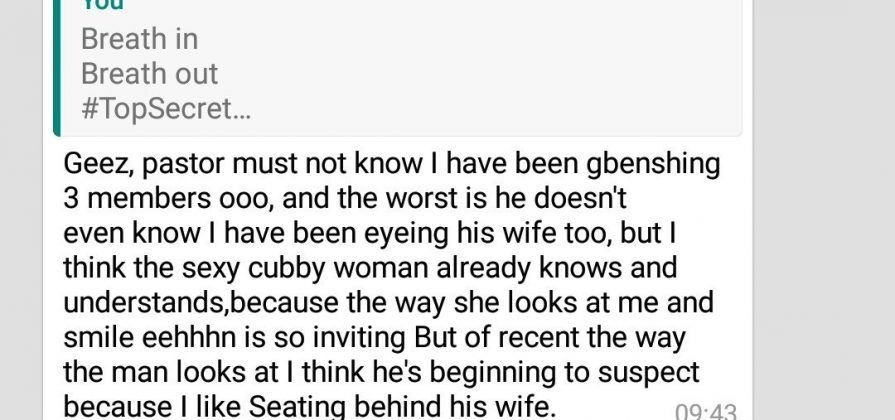 You
Breath in
Breath out
#TopSecret...
Geez, pastor must not know I have been gbenshing
3 members ooo, and the worst is he doesn't
even know I have been eyeing his wife too, but I
think the sexy cubby woman already knows and
understands,because the way she looks at me and
smile eehhhn is so inviting But of recent the way
the man looks at I think he's beginning to suspect
because I like Seating behind his wife.
09:43